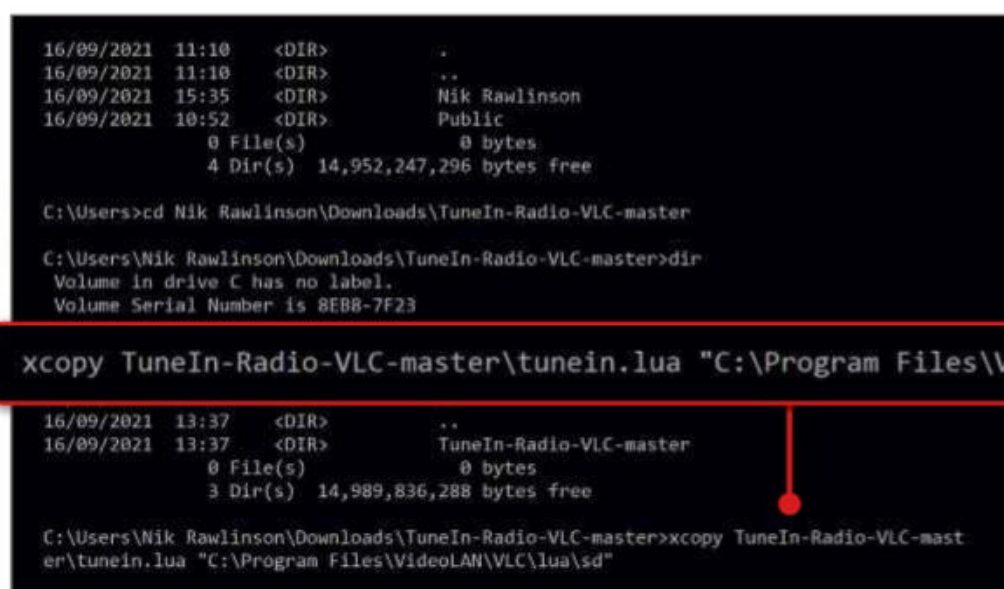 16/09/2021 11:10 <DIR> .
16/09/2021 11:10 <DIR> ..
16/09/2021 15:35 <DIR> Nik Rawlinson
16/09/2021 10:52 <DIR> Public
0 File(s) 0 bytes
4 Dir(s) 14,952,247,296 bytes free
C:\Users>cd Nik Rawlinson\Downloads\TuneIn-Radio-VLC-master
C:\Users\Nik Rawlinson\Downloads\TuneIn-Radio-VLC-master>dir
Volume in drive C has no label.
Volume Serial Number is 8EB8-7F23
xcopy TuneIn-Radio-VLC-master\tunein.lua "C:\Program Files\V
16/09/2021 13:37 <DIR> ..
16/09/2021 13:37 <DIR> TuneIn-Radio-VLC-master
0 File(s) 0 bytes
3 Dir(s) 14,989,836,288 bytes free
C:\Users\Nik Rawlinson\Downloads\TuneIn-Radio-VLC-master>xcopy TuneIn-Radio-VLC-mast
er\tunein.lua "C:\Program Files\VideoLAN\VLC\lua\sd"